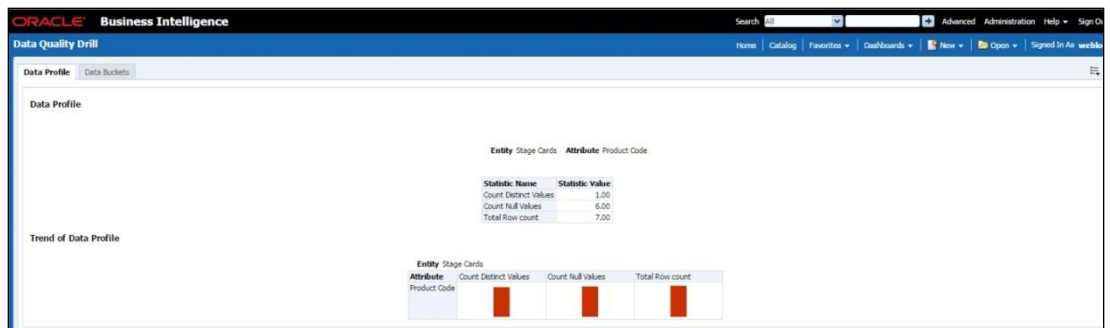 ORACLE Business Intelligence Search All Advanced Administration Help Sign
Data Quality Drill Home Catalog Favorites Dashboards New Open Signed In As
Data Profile Data Buckets
Data Profile
Entity Stage Cards Attribute Product Code
Statistic Name Statistic Value
Count Distinct Values 1.00
Count Null Values 6.00
Total Row count 7.00
Trend of Data Profile
Entity Stage Cards
Attribute Count Distinct Values Count Null Values Total Row count
Product Code